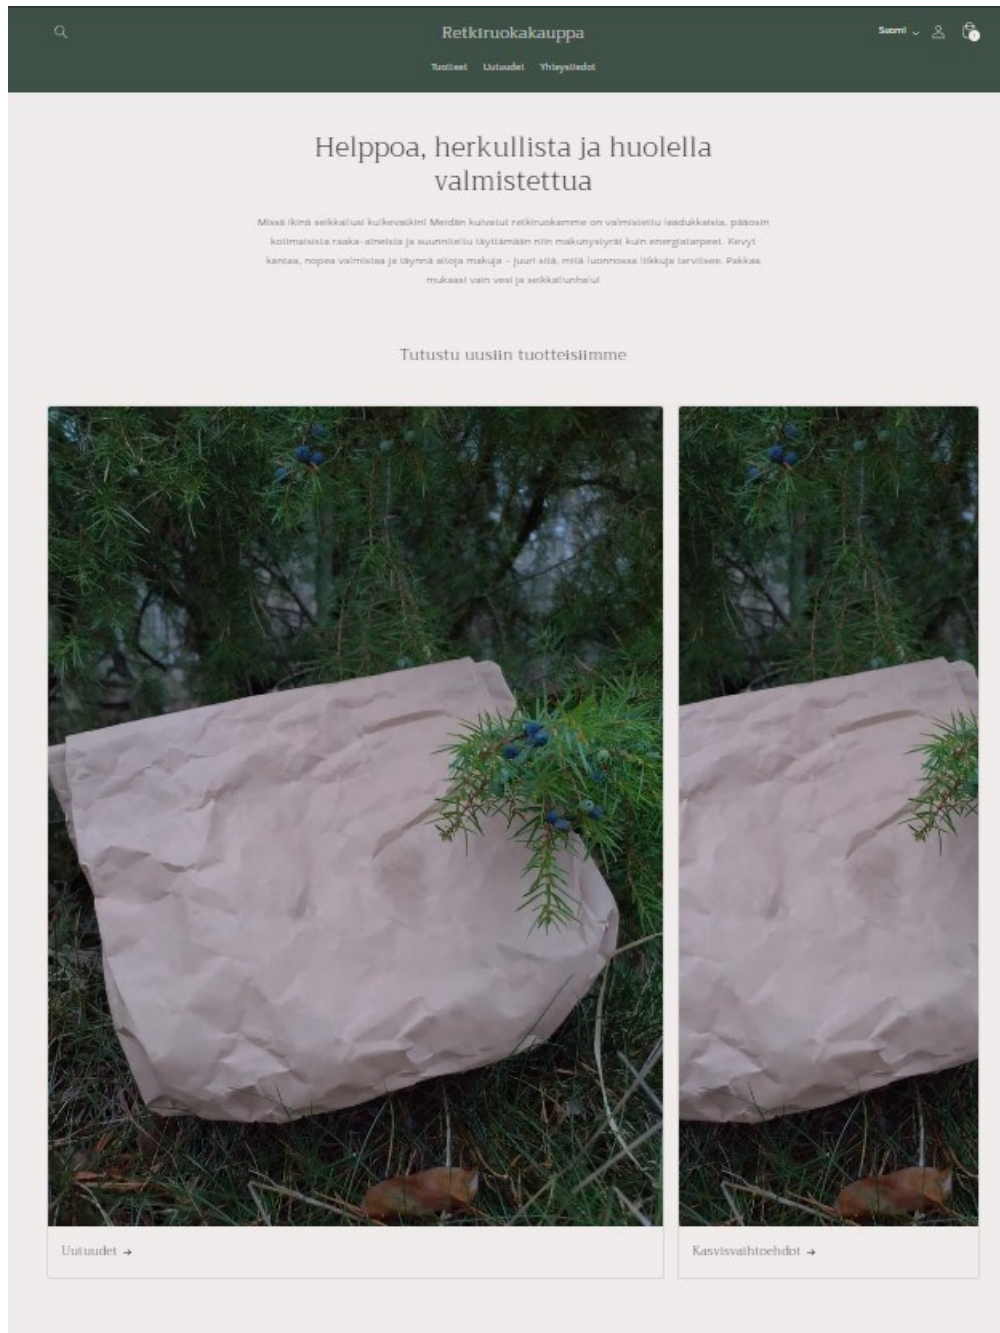 Retkiruokakauppa
Suomi
1
Tuotteet Uutuudet Yhteystiedot
Helppoa, herkullista ja huolella
valmistettua
Missä ikinä seikkailusi kulkevatkin! Meidän kuivatut retkiruokamme on valmistettu laadukkaista, pääosin
kotimaisista raaka-aineista ja suunniteltu täyttämään niin makunystyrät kuin energiatarpeet. Kevyt
kantaa, nopea valmistaa ja täynnä aitoja makuja – juuri sitä, mitä luonnossa liikkuja tarvitsee. Pakkaa
mukaasi vain vesi ja seikkailunhalu!
Tutustu uusiin tuotteisiimme
Uutuudet →
Kasvisvaihtoehdot →